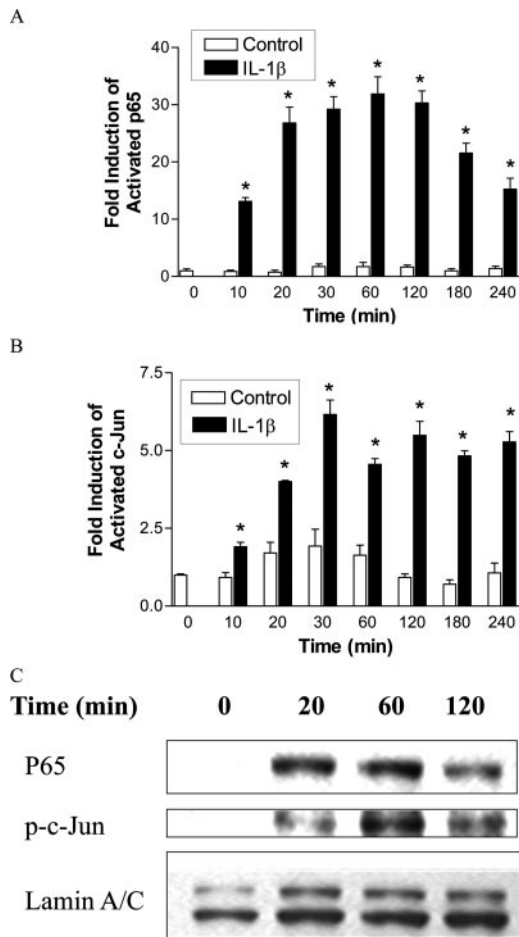 A
Control
IL-1β
Fold Induction of
Activated p65
40
30
20
10
0
* * * * * * *
0 10 20 30 60 120 180 240
Time (min)
B
Control
IL-1β
Fold Induction of
Activated c-Jun
7.5
5.0
2.5
0.0
* * * * * * *
0 10 20 30 60 120 180 240
Time (min)
C
Time (min) 0 20 60 120
P65
p-c-Jun
Lamin A/C